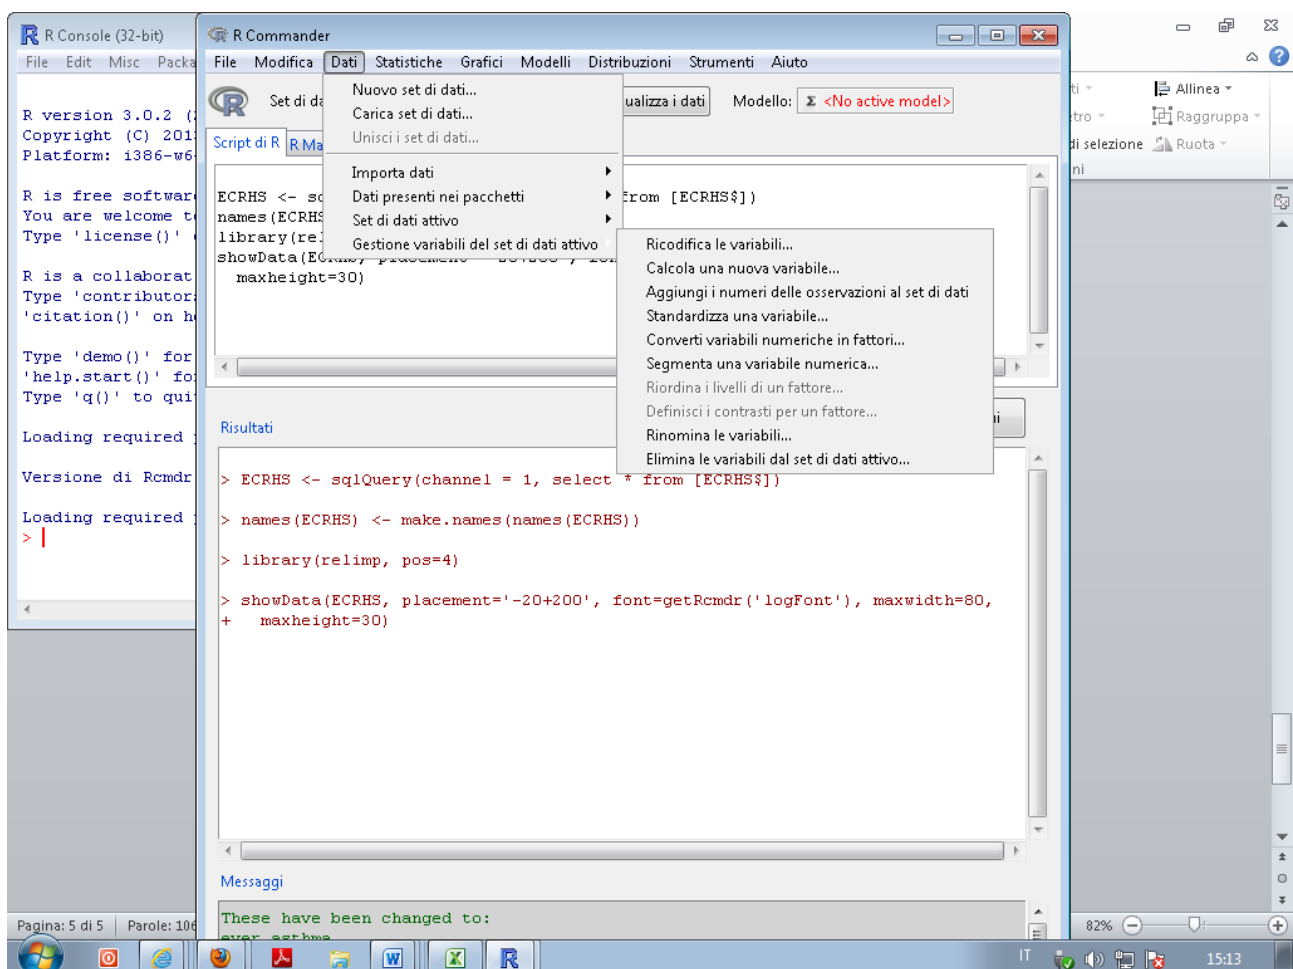 R Console (32-bit)
File Edit Misc Packa
R version 3.0.2 (
Copyright (C) 201
Platform: i386-w6
R is free softwar
You are welcome t
Type 'license()'
R is a collaborat
Type 'contributor
'citation()' on h
Type 'demo()' for
'help.start()' fo
Type 'q()' to qui
Loading required
Versione di Rcmdr
Loading required
>
R Commander
File Modifica Dati Statistiche Grafici Modelli Distribuzioni Strumenti Aiuto
Set di da
ualizza i dati
Modello: Σ <No active model>
Script di R
R Ma
Nuovo set di dati...
Carica set di dati...
Unisci i set di dati...
Importa dati
Dati presenti nei pacchetti
Set di dati attivo
Gestione variabili del set di dati attivo
Ricodifica le variabili...
Calcola una nuova variabile...
Aggiungi i numeri delle osservazioni al set di dati
Standardizza una variabile...
Converti variabili numeriche in fattori...
Segmenta una variabile numerica...
Riordina i livelli di un fattore...
Definisci i contrasti per un fattore...
Rinomina le variabili...
Elimina le variabili dal set di dati attivo...
ECRHS <- sq
from [ECRHS$])
names(ECRHS
library(rel
showData(EC
maxheight=30)
Risultati
> ECRHS <- sqlQuery(channel = 1, select * from [ECRHS$])
> names(ECRHS) <- make.names(names(ECRHS))
> library(relimp, pos=4)
> showData(ECRHS, placement='-20+200', font=getRcmdr('logFont'), maxwidth=80,
+ maxheight=30)
Messaggi
These have been changed to:
ever asthma
ti
Allinea
etro
Raggruppa
di selezione
Ruota
ni
Pagina: 5 di 5
Parole: 106
82%
IT
15:13